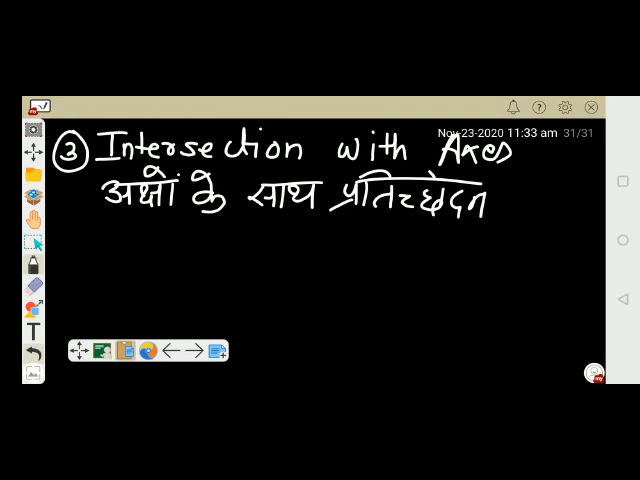 Nov-23-2020 11:33 am 31/31
③ Intersection with Axes
अक्षों के साथ प्रतिच्छेदन
T